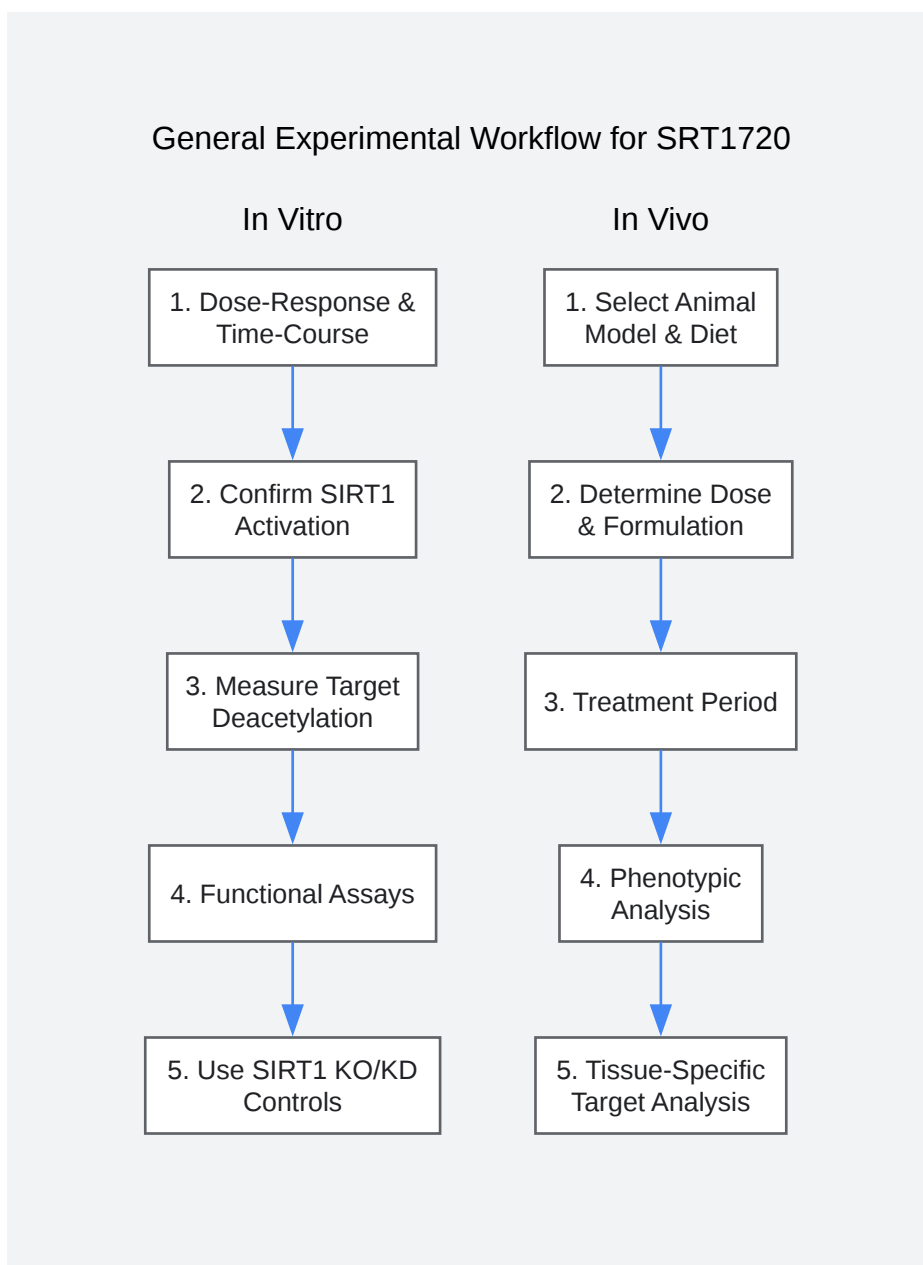 General Experimental Workflow for SRT1720
In Vitro
1. Dose-Response &
Time-Course
2. Confirm SIRT1
Activation
3. Measure Target
Deacetylation
4. Functional Assays
5. Use SIRT1 KO/KD
Controls
In Vivo
1. Select Animal
Model & Diet
2. Determine Dose
& Formulation
3. Treatment Period
4. Phenotypic
Analysis
5. Tissue-Specific
Target Analysis